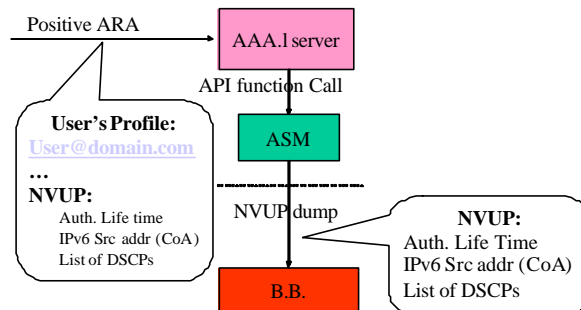 Positive ARA
AAA.l server
API function Call
User's Profile:
User@domain.com
...
NVUP:
Auth. Life time
IPv6 Src addr (CoA)
List of DSCPs
ASM
NVUP dump
NVUP:
Auth. Life Time
IPv6 Src addr (CoA)
List of DSCPs
B.B.